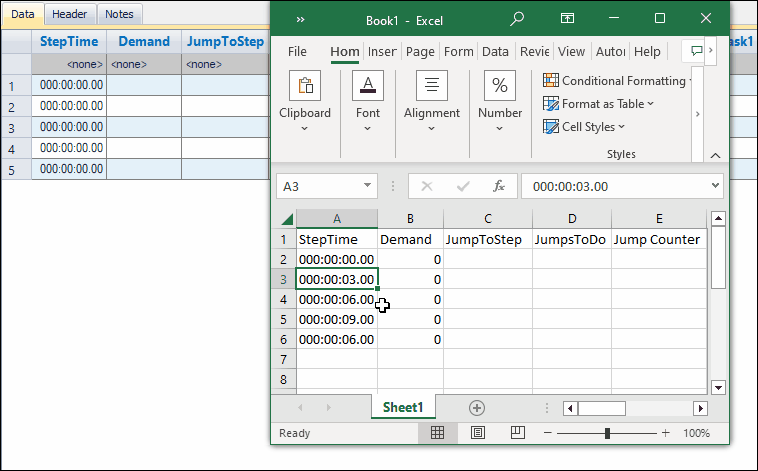 Data Header Notes
StepTime Demand JumpToStep ask1
<none> <none> <none>
1 000:00:00.00
2 000:00:00.00
3 000:00:00.00
4 000:00:00.00
5 000:00:00.00
» Book1 - Excel
File Hom Inser Page Form Data Revie View Autor Help
Clipboard Font Alignment Number
A % Conditional Formatting
Format as Table
Cell Styles
Styles
A3 fx 000:00:03.00
A B C D E
1 StepTime Demand JumpToStep JumpsToDo Jump Counter
2 000:00:00.00 0
3 000:00:03.00 0
4 000:00:06.00 0
5 000:00:09.00 0
6 000:00:06.00 0
7
8
Sheet1
Ready 100%